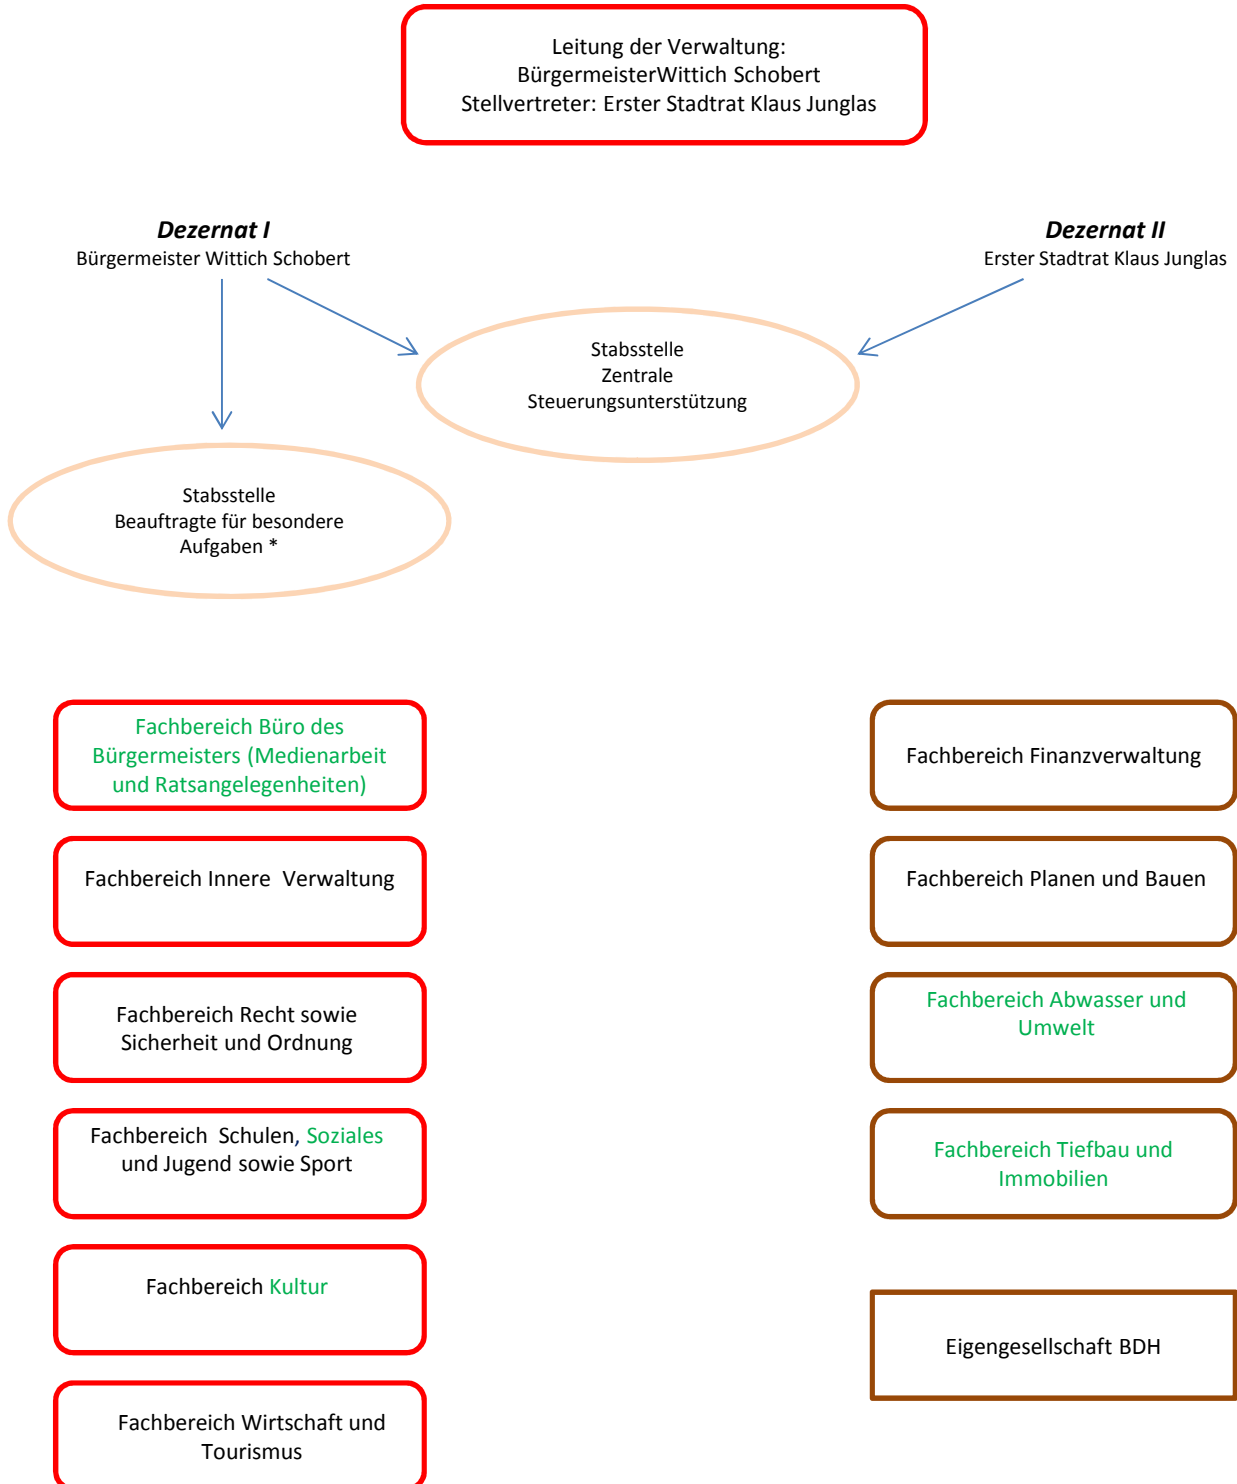 Leitung der Verwaltung:
BürgermeisterWittich Schobert
Stellvertreter: Erster Stadtrat Klaus Junglas
Dezernat I
Bürgermeister Wittich Schobert
Dezernat II
Erster Stadtrat Klaus Junglas
Stabsstelle
Zentrale
Steuerungsunterstützung
Stabsstelle
Beauftragte für besondere
Aufgaben *
Fachbereich Büro des
Bürgermeisters (Medienarbeit
und Ratsangelegenheiten)
Fachbereich Innere Verwaltung
Fachbereich Recht sowie
Sicherheit und Ordnung
Fachbereich Schulen, Soziales
und Jugend sowie Sport
Fachbereich Kultur
Fachbereich Wirtschaft und
Tourismus
Fachbereich Finanzverwaltung
Fachbereich Planen und Bauen
Fachbereich Abwasser und
Umwelt
Fachbereich Tiefbau und
Immobilien
Eigengesellschaft BDH